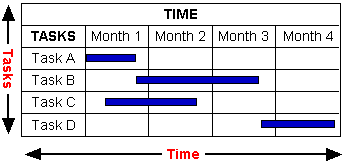 TIME
TASKS Month 1 Month 2 Month 3 Month 4
Task A
Task B
Task C
Task D
Tasks
Time